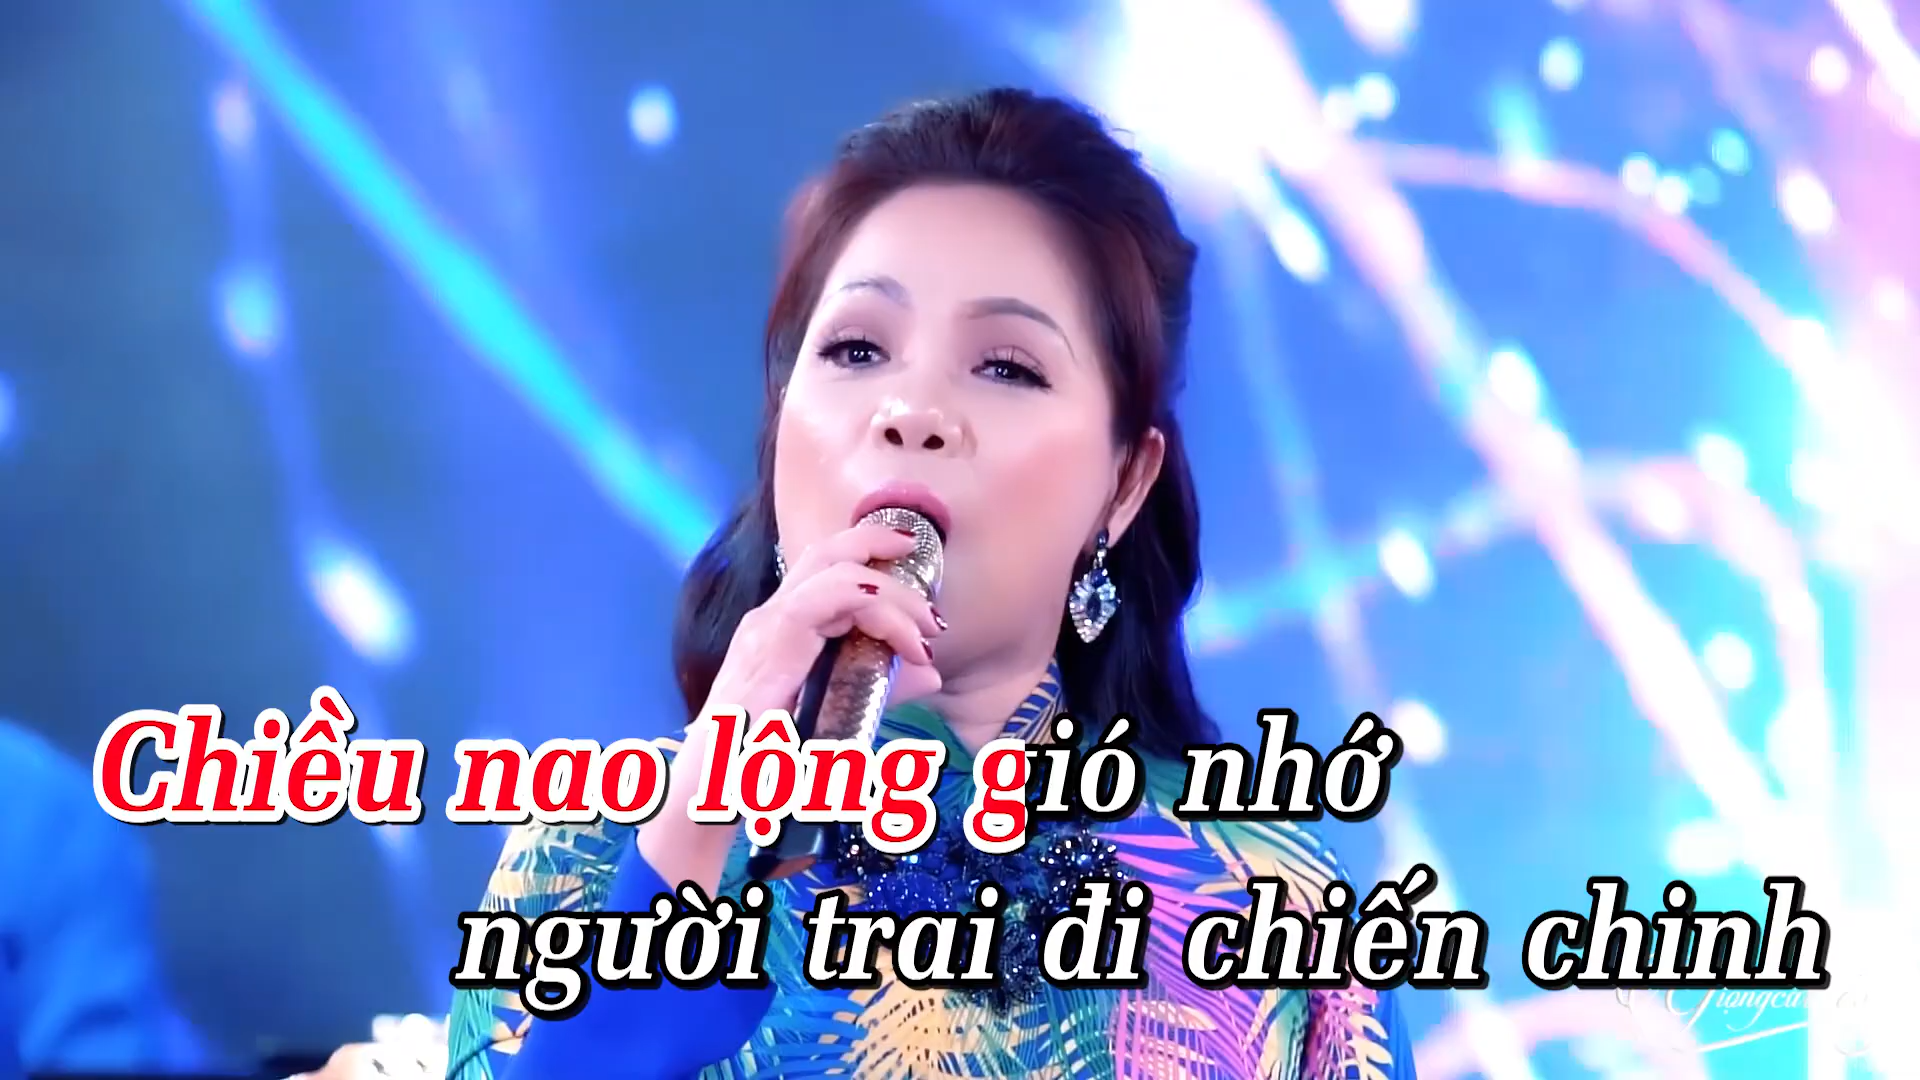 Chiều nao lộng gió nhớ
người trai đi chiến chinh